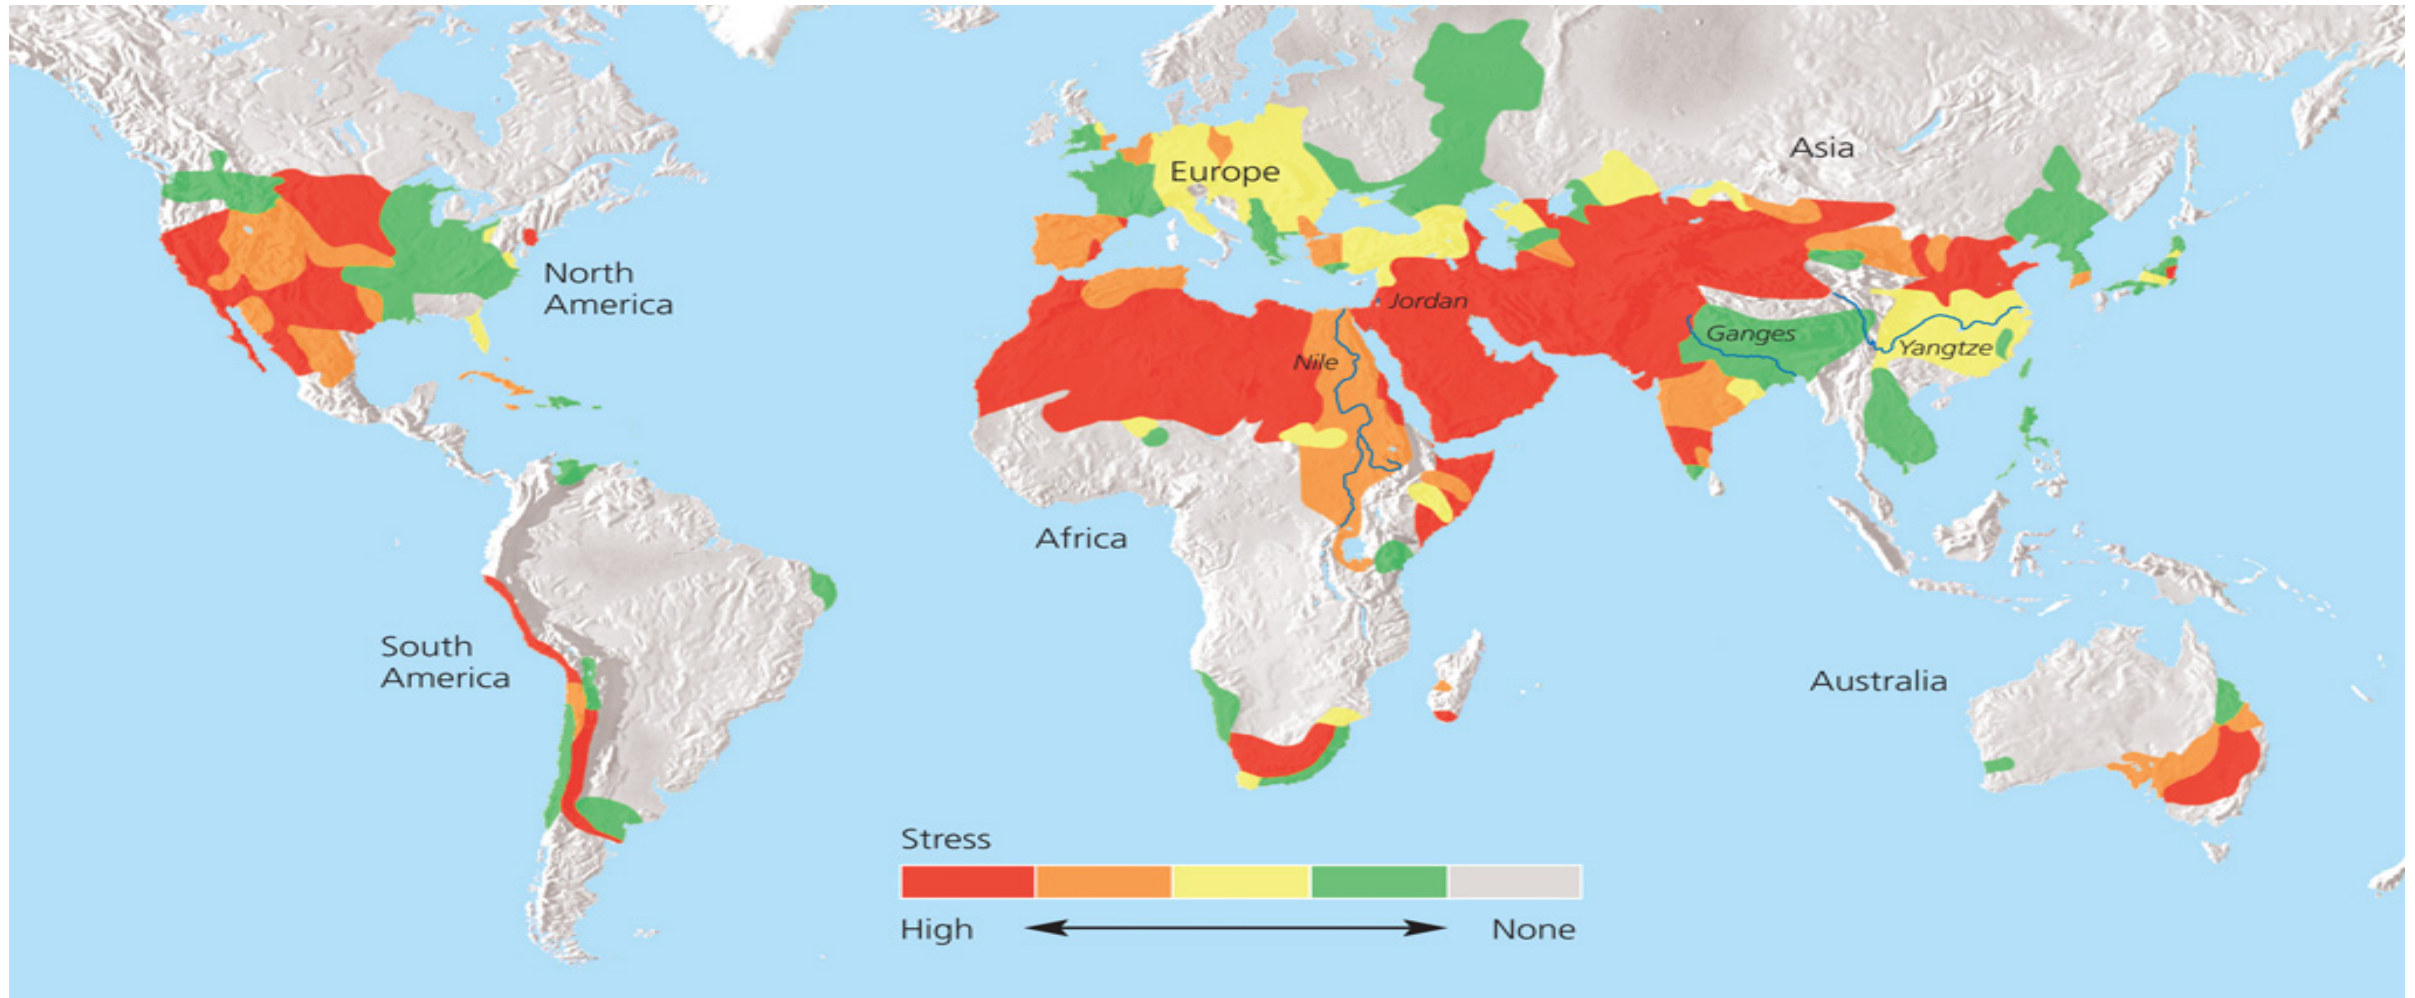 Asia
Europe
North
America
Jordan
Ganges
Nile
Yangtze
Africa
South
America
Australia
Stress
High
None